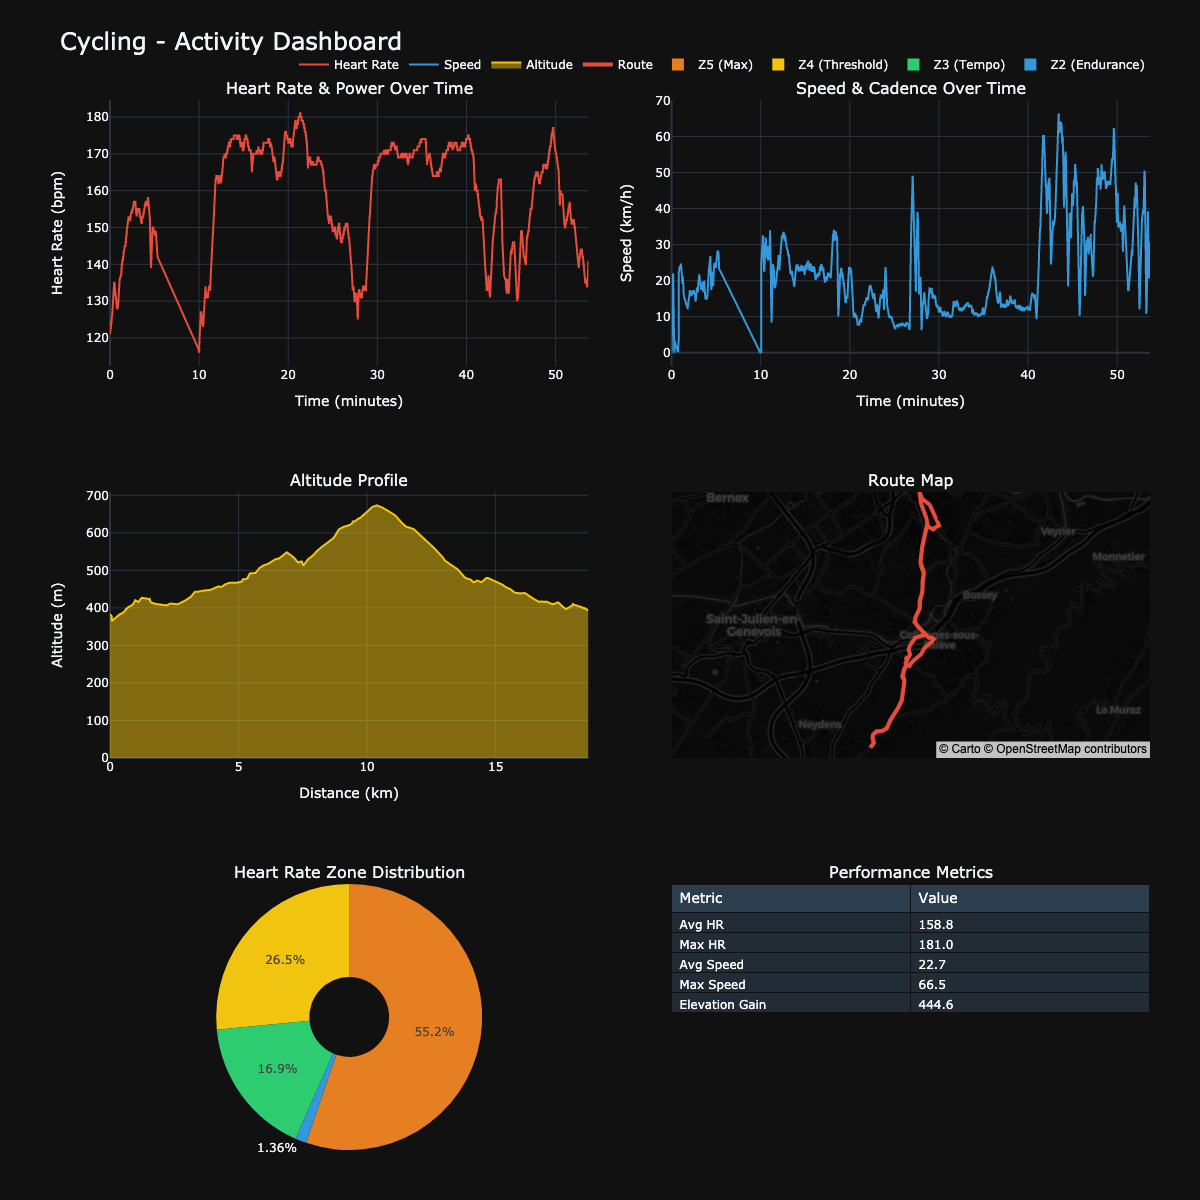 Cycling - Activity Dashboard
Heart Rate Speed Altitude Route Z5 (Max) Z4 (Threshold) Z3 (Tempo) Z2 (Endurance)
Heart Rate & Power Over Time
Heart Rate (bpm)
180
170
160
150
140
130
120
0 10 20 30 40 50
Time (minutes)
Speed & Cadence Over Time
Speed (km/h)
70
60
50
40
30
20
10
0
0 10 20 30 40 50
Time (minutes)
Altitude Profile
Altitude (m)
700
600
500
400
300
200
100
0
0 5 10 15
Distance (km)
Route Map
Bernex
Veyrier
Monnetier
Bossey
Saint-Julien-en-
Genevois
Neydens
La Muraz
© Carto © OpenStreetMap contributors
Heart Rate Zone Distribution
26.5%
55.2%
16.9%
1.36%
Performance Metrics
Metric Value
Avg HR 158.8
Max HR 181.0
Avg Speed 22.7
Max Speed 66.5
Elevation Gain 444.6